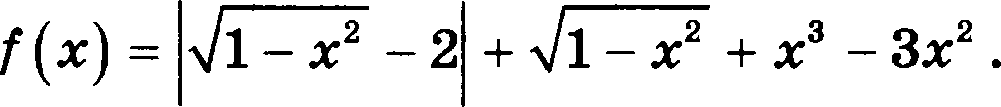 f(x) = |√(1 − x²) − 2| + √(1 − x²) + x³ − 3x².